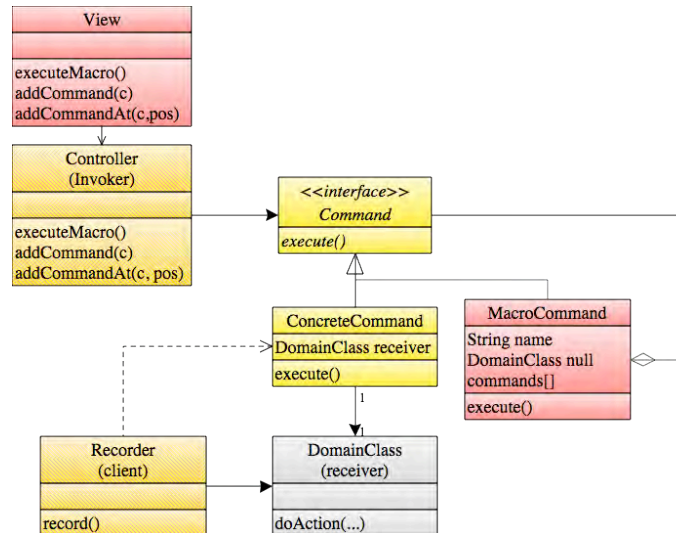 View
executeMacro()
addCommand(c)
addCommandAt(c,pos)
Controller
(Invoker)
executeMacro()
addCommand(c)
addCommandAt(c, pos)
<<interface>>
Command
execute()
ConcreteCommand
DomainClass receiver
execute()
MacroCommand
String name
DomainClass null
commands[]
execute()
1
1
Recorder
(client)
record()
DomainClass
(receiver)
doAction(...)